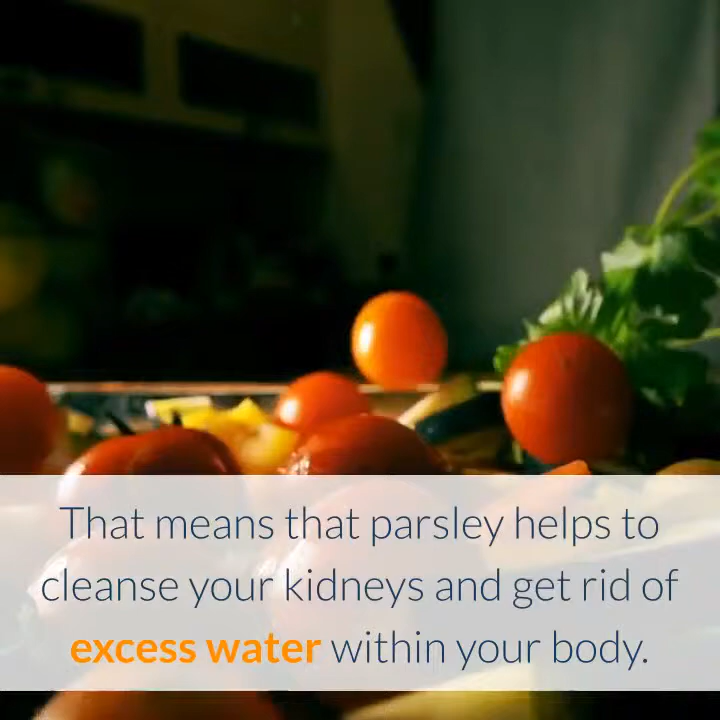 That means that parsley helps to
cleanse your kidneys and get rid of
excess water within your body.